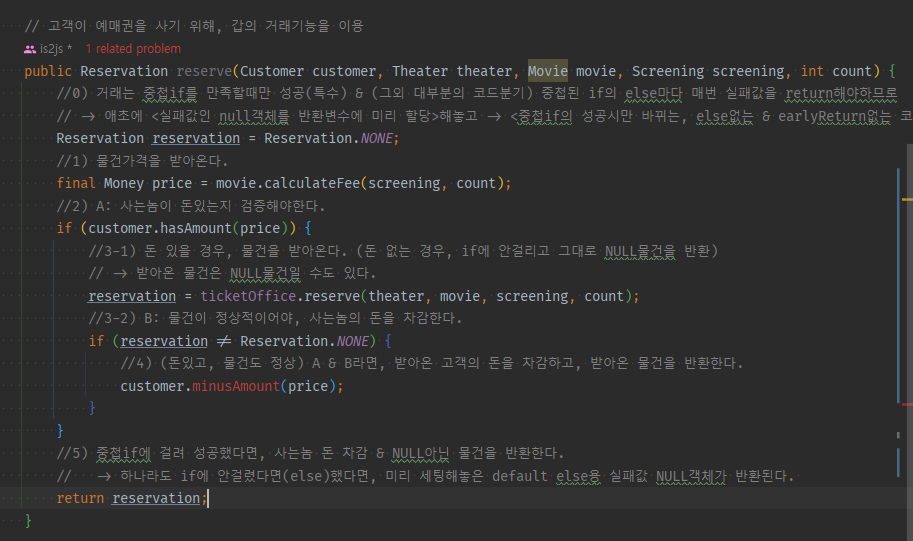 // 고객이 예매권을 사기 위해, 갑의 거래기능을 이용
is2js * 1 related problem
public Reservation reserve(Customer customer, Theater theater, Movie movie, Screening screening, int count) {
//0) 거래는 중첩if를 만족할때만 성공(특수) & (그외 대부분의 코드분기) 중첩된 if의 else마다 매번 실패값을 return해야하므로
// → 애초에 <실패값인 null객체를 반환변수에 미리 할당>해놓고 → <중첩if의 성공시만 바뀌는, else없는 & earlyReturn없는 코
Reservation reservation = Reservation.NONE;
//1) 물건가격을 받아온다.
final Money price = movie.calculateFee(screening, count);
//2) A: 사는놈이 돈있는지 검증해야한다.
if (customer.hasAmount(price)) {
//3-1) 돈 있을 경우, 물건을 받아온다. (돈 없는 경우, if에 안걸리고 그대로 NULL물건을 반환)
// → 받아온 물건은 NULL물건일 수도 있다.
reservation = ticketOffice.reserve(theater, movie, screening, count);
//3-2) B: 물건이 정상적이어야, 사는놈의 돈을 차감한다.
if (reservation ≠ Reservation.NONE) {
//4) (돈있고, 물건도 정상) A & B라면, 받아온 고객의 돈을 차감하고, 받아온 물건을 반환한다.
customer.minusAmount(price);
}
}
//5) 중첩if에 걸려 성공했다면, 사는놈 돈 차감 & NULL아닌 물건을 반환한다.
// → 하나라도 if에 안걸렸다면(else)했다면, 미리 세팅해놓은 default else용 실패값 NULL객체가 반환된다.
return reservation;
}